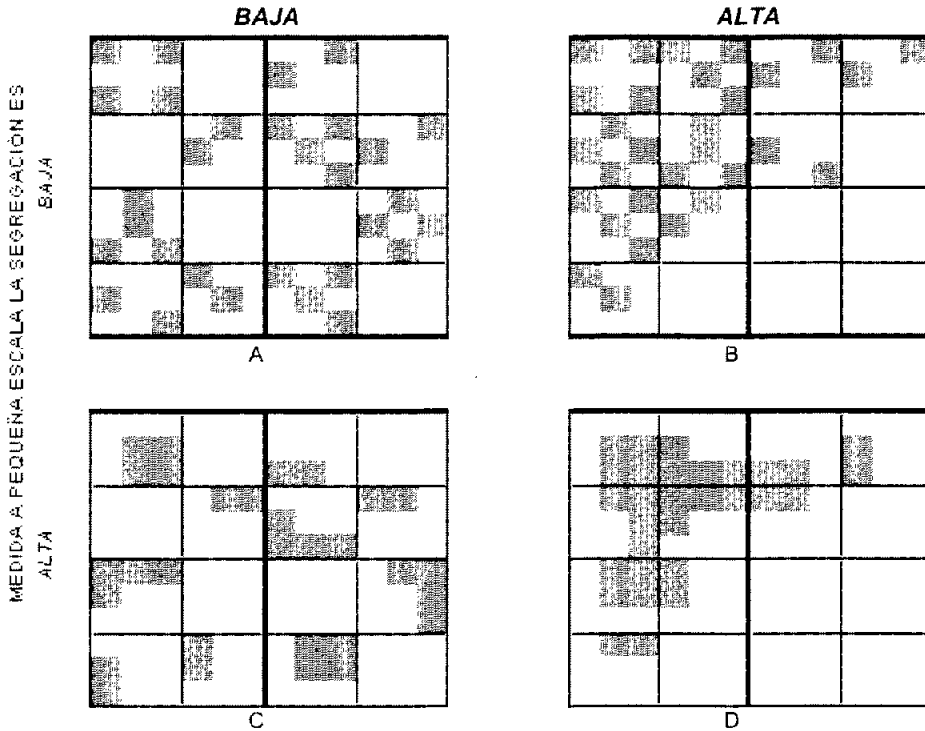 BAJA
ALTA
MEDIDA A PEQUEÑA ESCALA LA SEGREGACIÓN ES
BAJA
ALTA
A
B
C
D